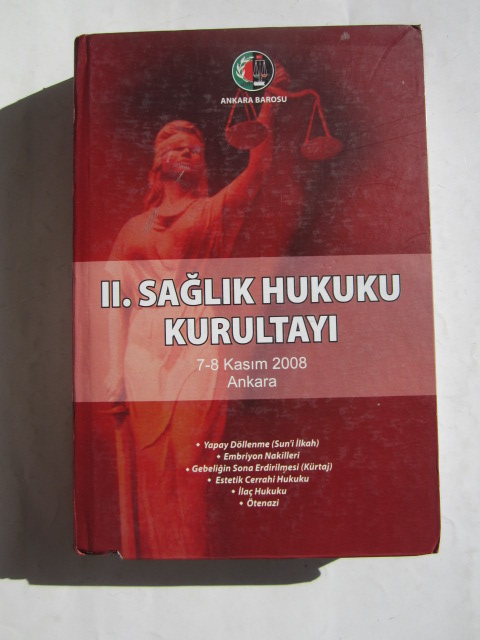 ANKARA BAROSU
II. SAĞLIK HUKUKU
KURULTAYI
7-8 Kasım 2008
Ankara
• Yapay Döllenme (Sun'i İlkah)
• Embriyon Nakilleri
• Gebeliğin Sona Erdirilmesi (Kürtaj)
• Estetik Cerrahi Hukuku
• İlaç Hukuku
• Ötenazi